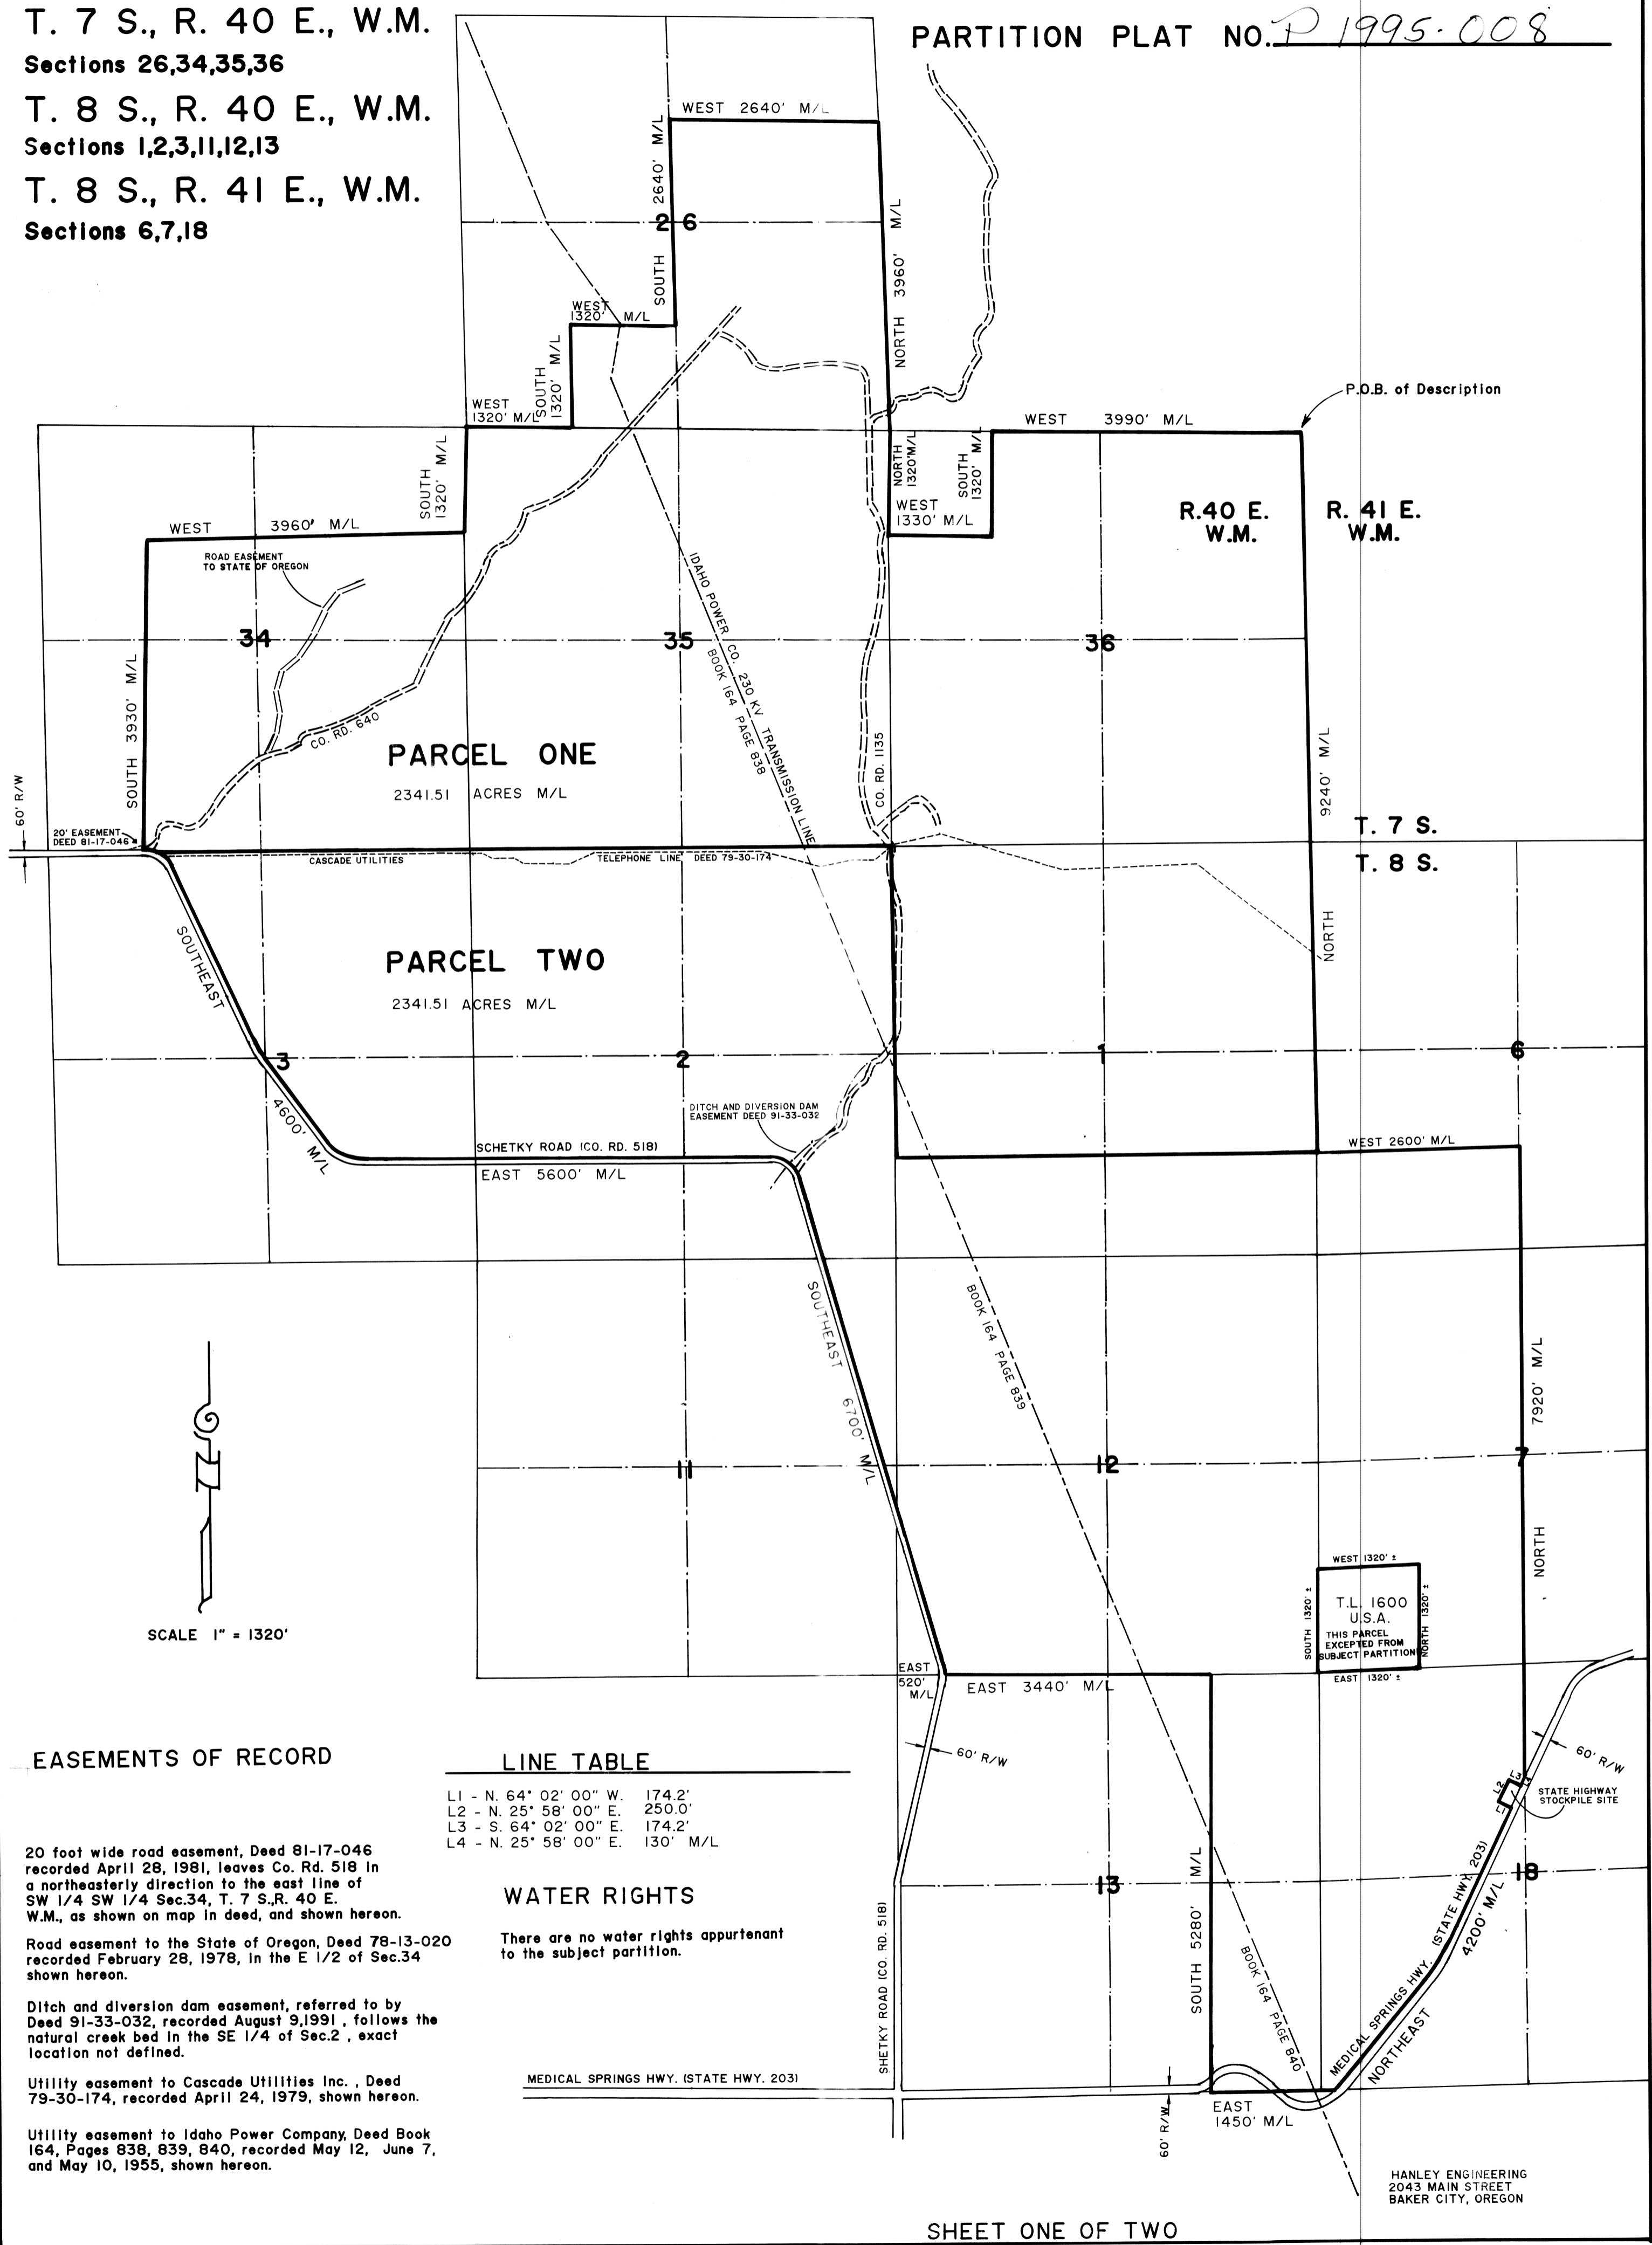 T. 7 S., R. 40 E., W.M.
Sections 26,34,35,36
T. 8 S., R. 40 E., W.M.
Sections 1,2,3,11,12,13
T. 8 S., R. 41 E., W.M.
Sections 6,7,18
PARTITION PLAT NO. P 1995-008
WEST 2640' M/L
SOUTH 2640' M/L
26
NORTH 3960' M/L
WEST
1320' M/L
SOUTH
1320' M/L
WEST
1320' M/L
SOUTH
1320' M/L
NORTH
1320' M/L
SOUTH
1320' M/L
WEST
1330' M/L
WEST 3990' M/L
P.O.B. of Description
R.40 E.
W.M.
R. 41 E.
W.M.
WEST 3960' M/L
ROAD EASEMENT
TO STATE OF OREGON
34
35
36
SOUTH 3930' M/L
IDAHO POWER CO. 230 KV TRANSMISSION LINE
BOOK 164 PAGE 838
CO. RD. 640
CO. RD. 1135
PARCEL ONE
2341.51 ACRES M/L
60' R/W
20' EASEMENT
DEED 81-17-046
CASCADE UTILITIES TELEPHONE LINE DEED 79-30-174
NORTH 9240' M/L
T. 7 S.
T. 8 S.
PARCEL TWO
2341.51 ACRES M/L
SOUTHEAST 4600' M/L
3
2
1
6
DITCH AND DIVERSION DAM
EASEMENT DEED 91-33-032
SCHETKY ROAD (CO. RD. 518)
EAST 5600' M/L
WEST 2600' M/L
SOUTHEAST 6700' M/L
BOOK 164 PAGE 839
NORTH 7920' M/L
11
12
7
N
SCALE 1" = 1320'
WEST 1320' ±
SOUTH 1320' ±
T.L. 1600
U.S.A.
THIS PARCEL
EXCEPTED FROM
SUBJECT PARTITION
NORTH 1320' ±
EAST 1320' ±
EAST
520'
M/L
EAST 3440' M/L
60' R/W
60' R/W
L2
L3
L4
L1
STATE HIGHWAY
STOCKPILE SITE
13
18
SOUTH 5280' M/L
SHETKY ROAD (CO. RD. 518)
BOOK 164 PAGE 840
MEDICAL SPRINGS HWY. (STATE HWY. 203)
NORTHEAST 4200' M/L
MEDICAL SPRINGS HWY. (STATE HWY. 203)
60' R/W
EAST
1450' M/L
EASEMENTS OF RECORD
20 foot wide road easement, Deed 81-17-046
recorded April 28, 1981, leaves Co. Rd. 518 in
a northeasterly direction to the east line of
SW 1/4 SW 1/4 Sec.34, T. 7 S.,R. 40 E.
W.M., as shown on map in deed, and shown hereon.
Road easement to the State of Oregon, Deed 78-13-020
recorded February 28, 1978, in the E 1/2 of Sec.34
shown hereon.
Ditch and diversion dam easement, referred to by
Deed 91-33-032, recorded August 9,1991 , follows the
natural creek bed in the SE 1/4 of Sec.2 , exact
location not defined.
Utility easement to Cascade Utilities Inc. , Deed
79-30-174, recorded April 24, 1979, shown hereon.
Utility easement to Idaho Power Company, Deed Book
164, Pages 838, 839, 840, recorded May 12, June 7,
and May 10, 1955, shown hereon.
LINE TABLE
L1 - N. 64° 02' 00" W. 174.2'
L2 - N. 25° 58' 00" E. 250.0'
L3 - S. 64° 02' 00" E. 174.2'
L4 - N. 25° 58' 00" E. 130' M/L
WATER RIGHTS
There are no water rights appurtenant
to the subject partition.
HANLEY ENGINEERING
2043 MAIN STREET
BAKER CITY, OREGON
SHEET ONE OF TWO